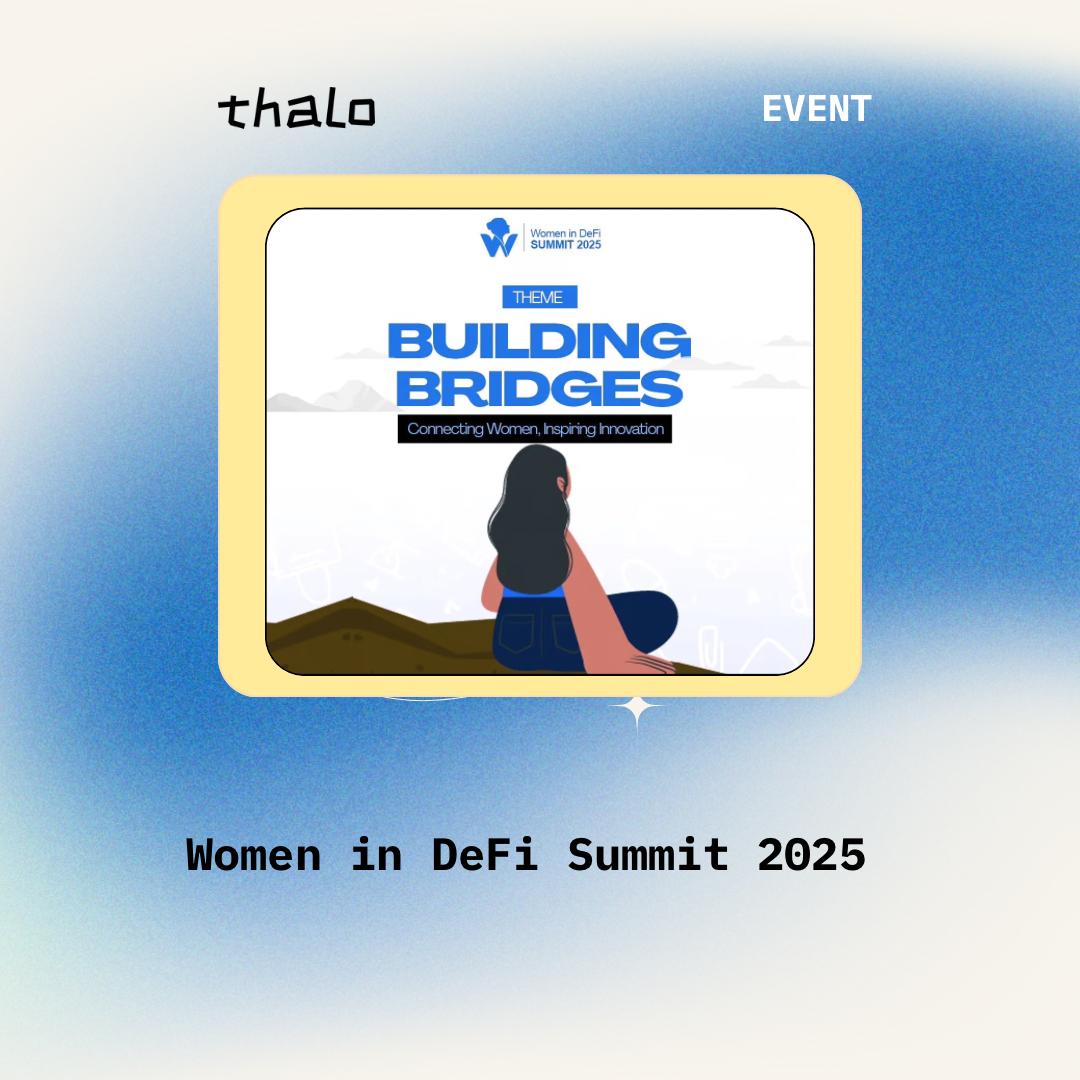 thalo
EVENT
Women in DeFi
SUMMIT 2025
THEME
BUILDING
BRIDGES
Connecting Women, Inspiring Innovation
Women in DeFi Summit 2025